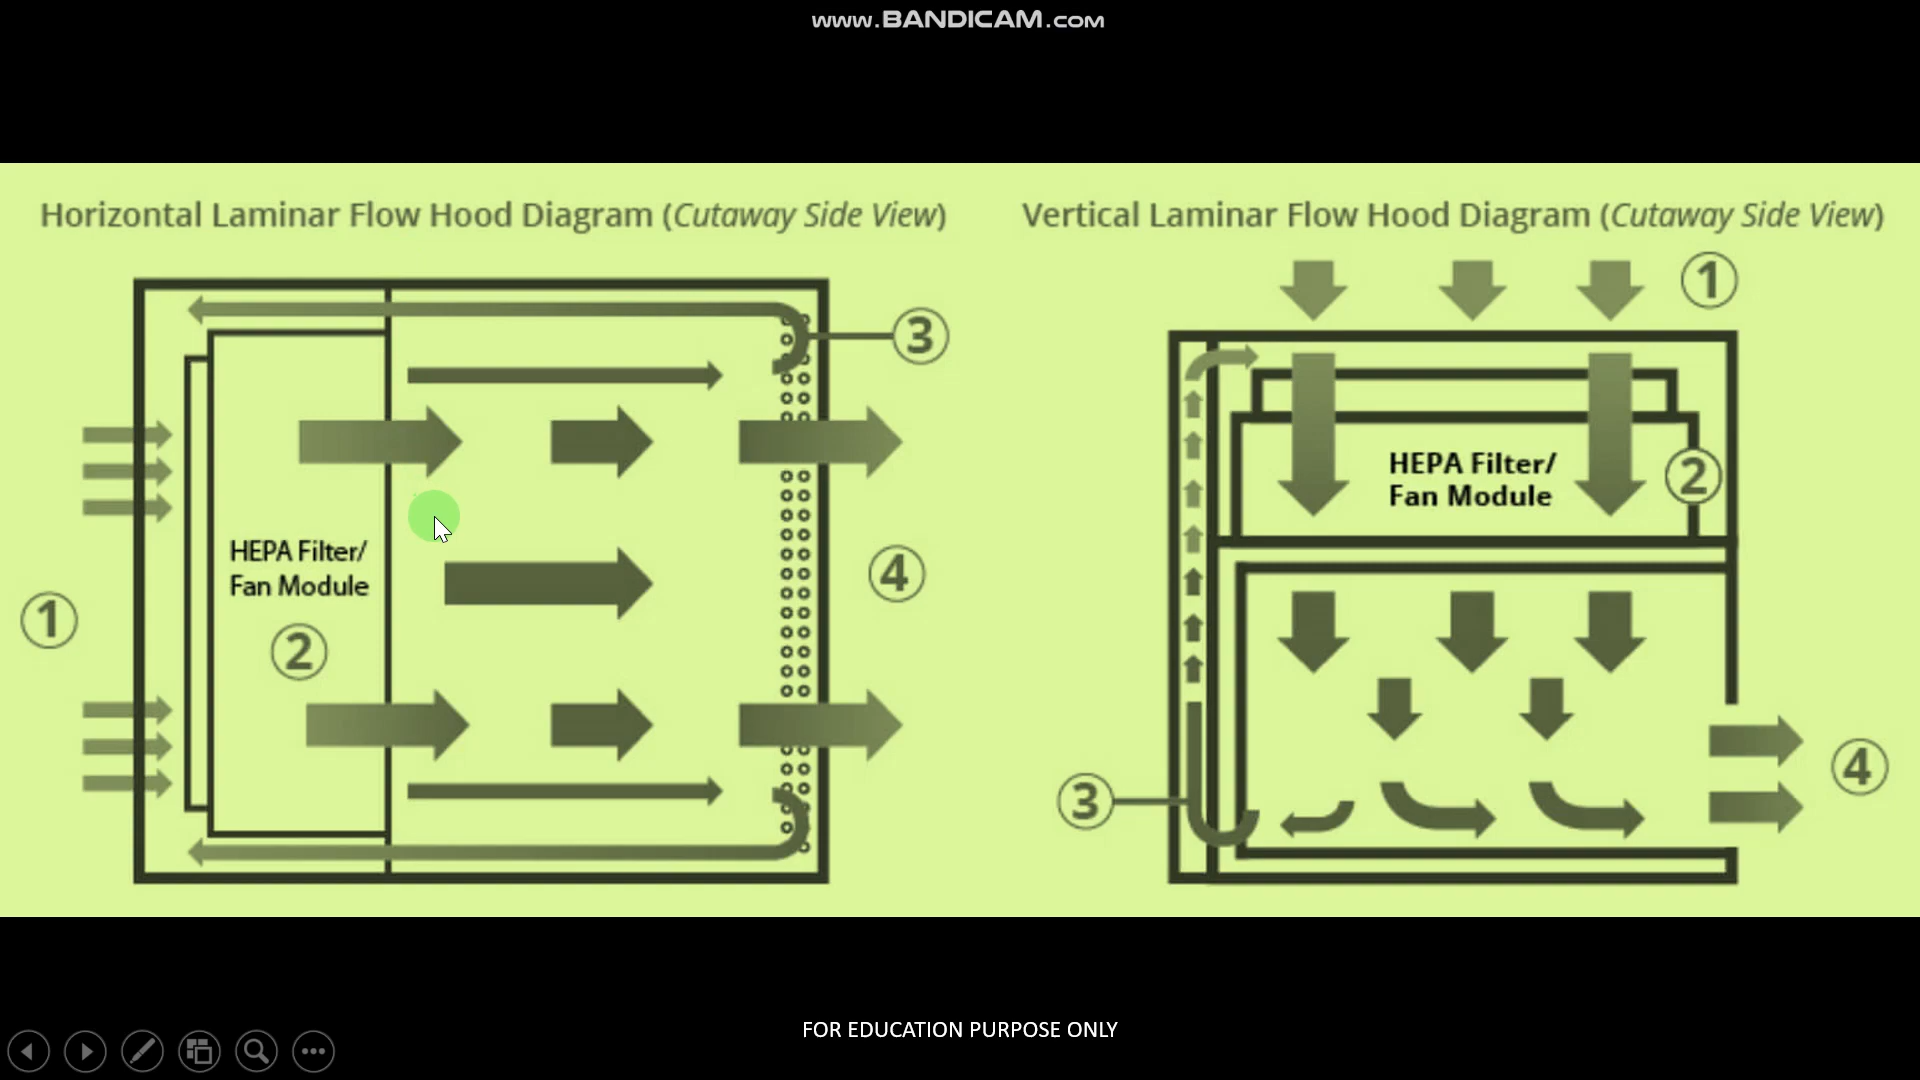 www.BANDICAM.com
Horizontal Laminar Flow Hood Diagram (Cutaway Side View)
3
HEPA Filter/
Fan Module
1
2
4
Vertical Laminar Flow Hood Diagram (Cutaway Side View)
1
HEPA Filter/
Fan Module
2
3
4
FOR EDUCATION PURPOSE ONLY